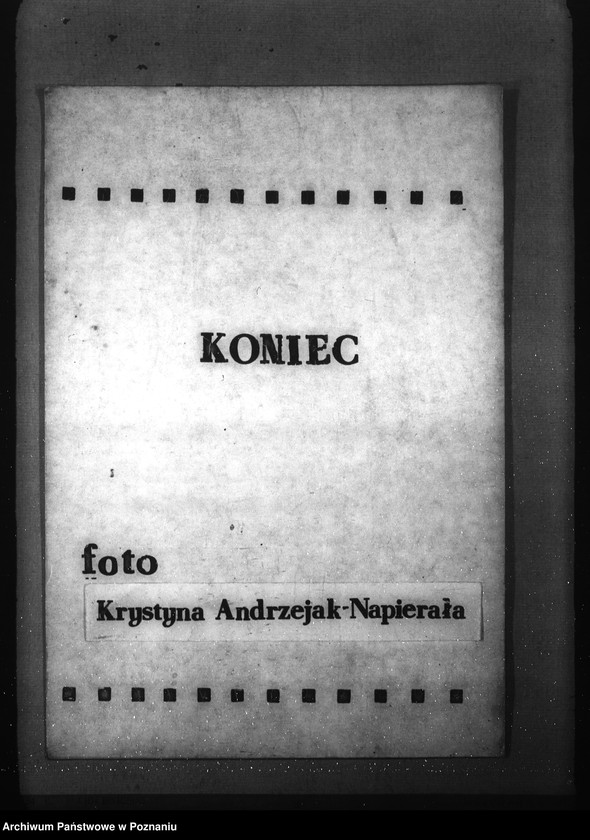 KONIEC
foto
Krystyna Andrzejak-Napierała
Archiwum Państwowe w Poznaniu